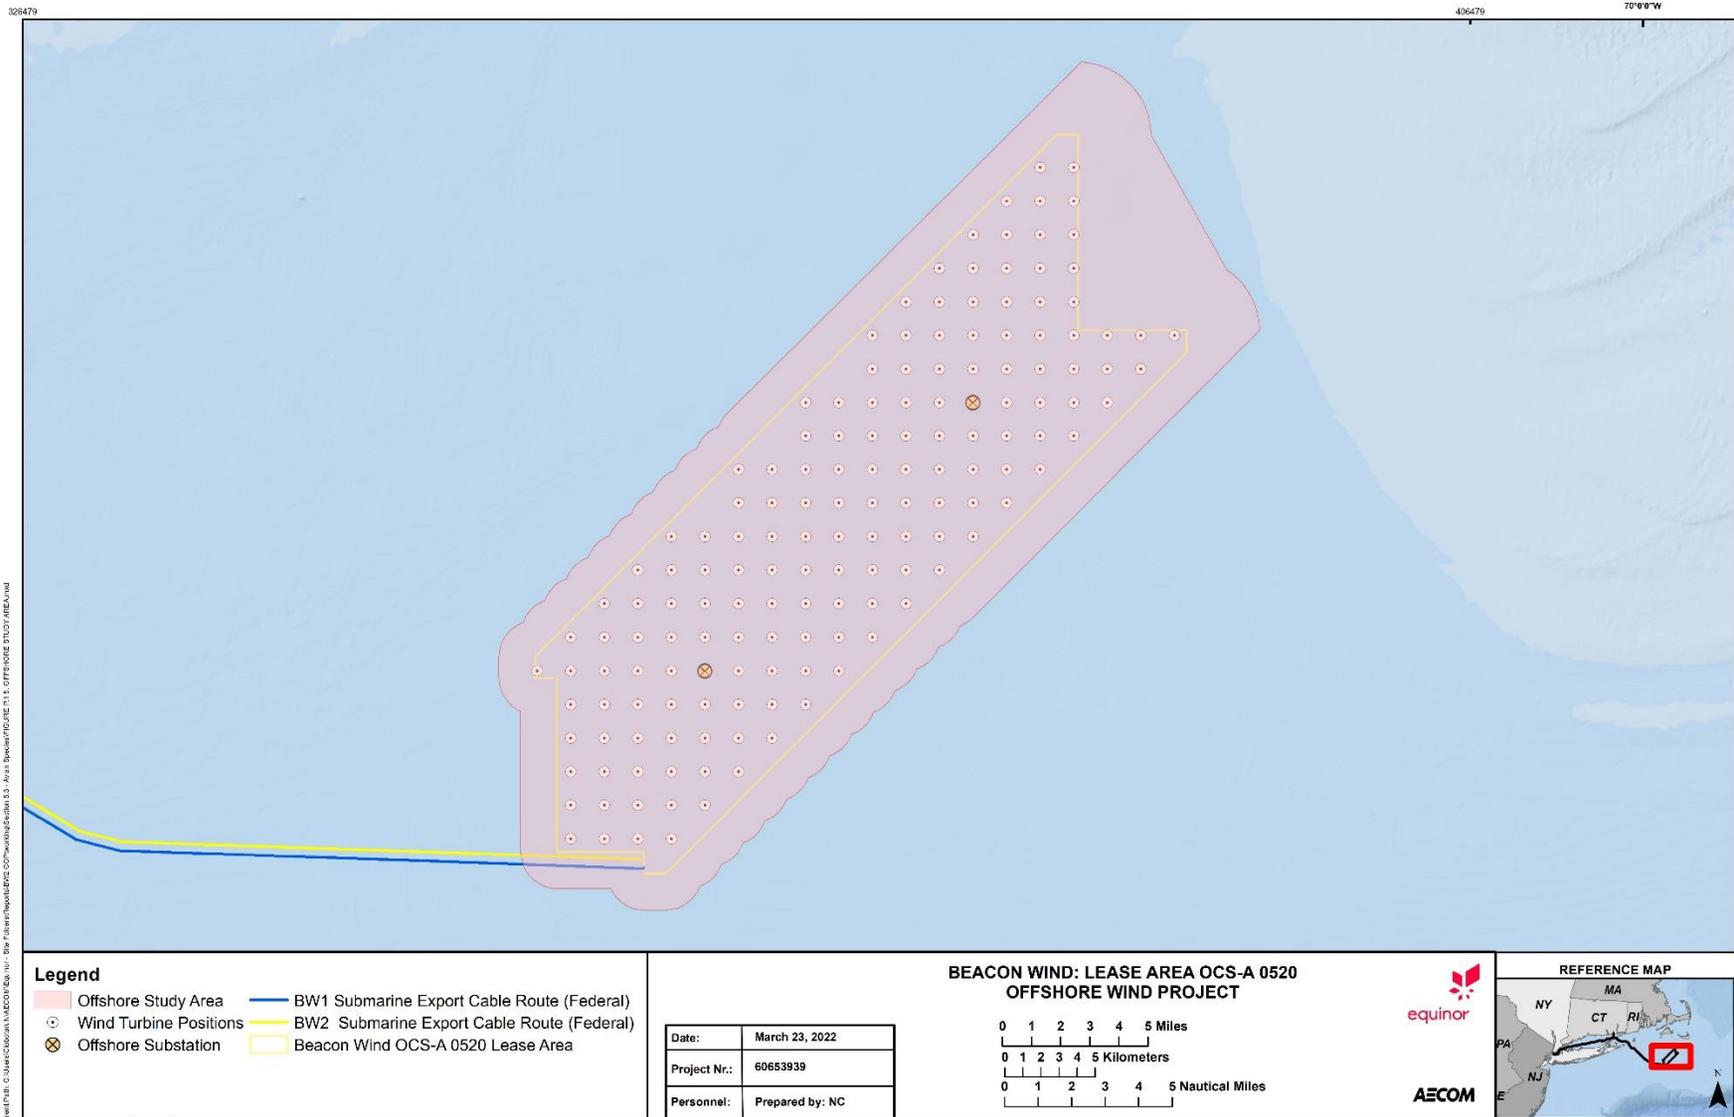 326479
406479
70°0'0"W
Legend
Offshore Study Area
Wind Turbine Positions
Offshore Substation
BW1 Submarine Export Cable Route (Federal)
BW2 Submarine Export Cable Route (Federal)
Beacon Wind OCS-A 0520 Lease Area
Date: March 23, 2022
Project Nr.: 60653939
Personnel: Prepared by: NC
BEACON WIND: LEASE AREA OCS-A 0520
OFFSHORE WIND PROJECT
0 1 2 3 4 5 Miles
0 1 2 3 4 5 Kilometers
0 1 2 3 4 5 Nautical Miles
equinor
AECOM
REFERENCE MAP
MA
NY
CT RI
PA
NJ
E
N